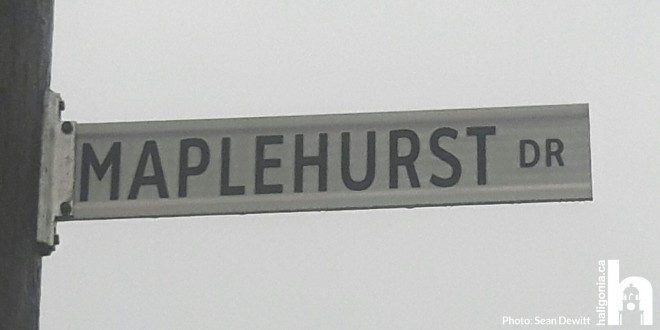 MAPLEHURST DR
haligonia.ca
h
Photo: Sean Dewitt